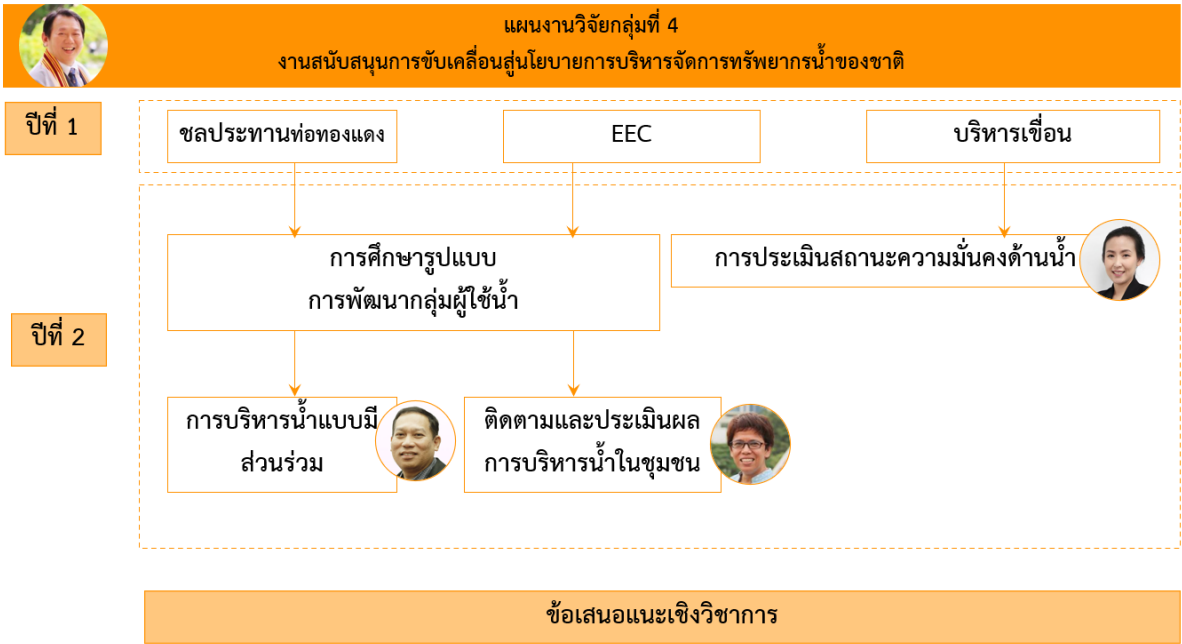 แผนงานวิจัยกลุ่มที่ 4
งานสนับสนุนการขับเคลื่อนสู่นโยบายการบริหารจัดการทรัพยากรน้ำของชาติ
ปีที่ 1
ชลประทานท่อทองแดง
EEC
บริหารเขื่อน
ปีที่ 2
การศึกษารูปแบบ
การพัฒนากลุ่มผู้ใช้น้ำ
การประเมินสถานะความมั่นคงด้านน้ำ
การบริหารน้ำแบบมี
ส่วนร่วม
ติดตามและประเมินผล
การบริหารน้ำในชุมชน
ข้อเสนอแนะเชิงวิชาการ